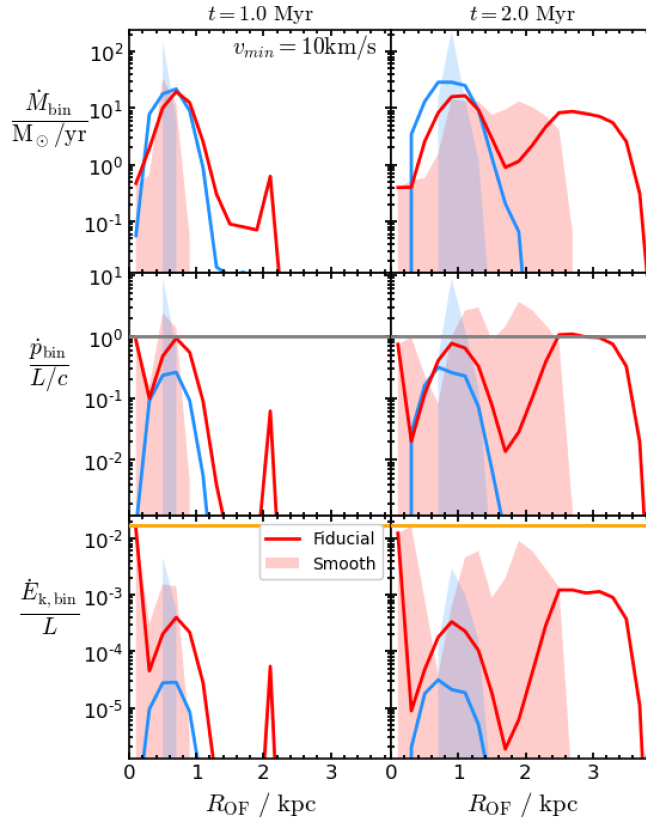 t = 1.0 Myr
t = 2.0 Myr
v_min = 10km/s
Ṁ_bin
M_⊙/yr
10²
10¹
10⁰
10⁻¹
ṗ_bin
L/c
10¹
10⁰
10⁻¹
10⁻²
Ė_k,bin
L
10⁻²
10⁻³
10⁻⁴
10⁻⁵
Fiducial
Smooth
0 1 2 0 1 2 3
R_OF / kpc
R_OF / kpc